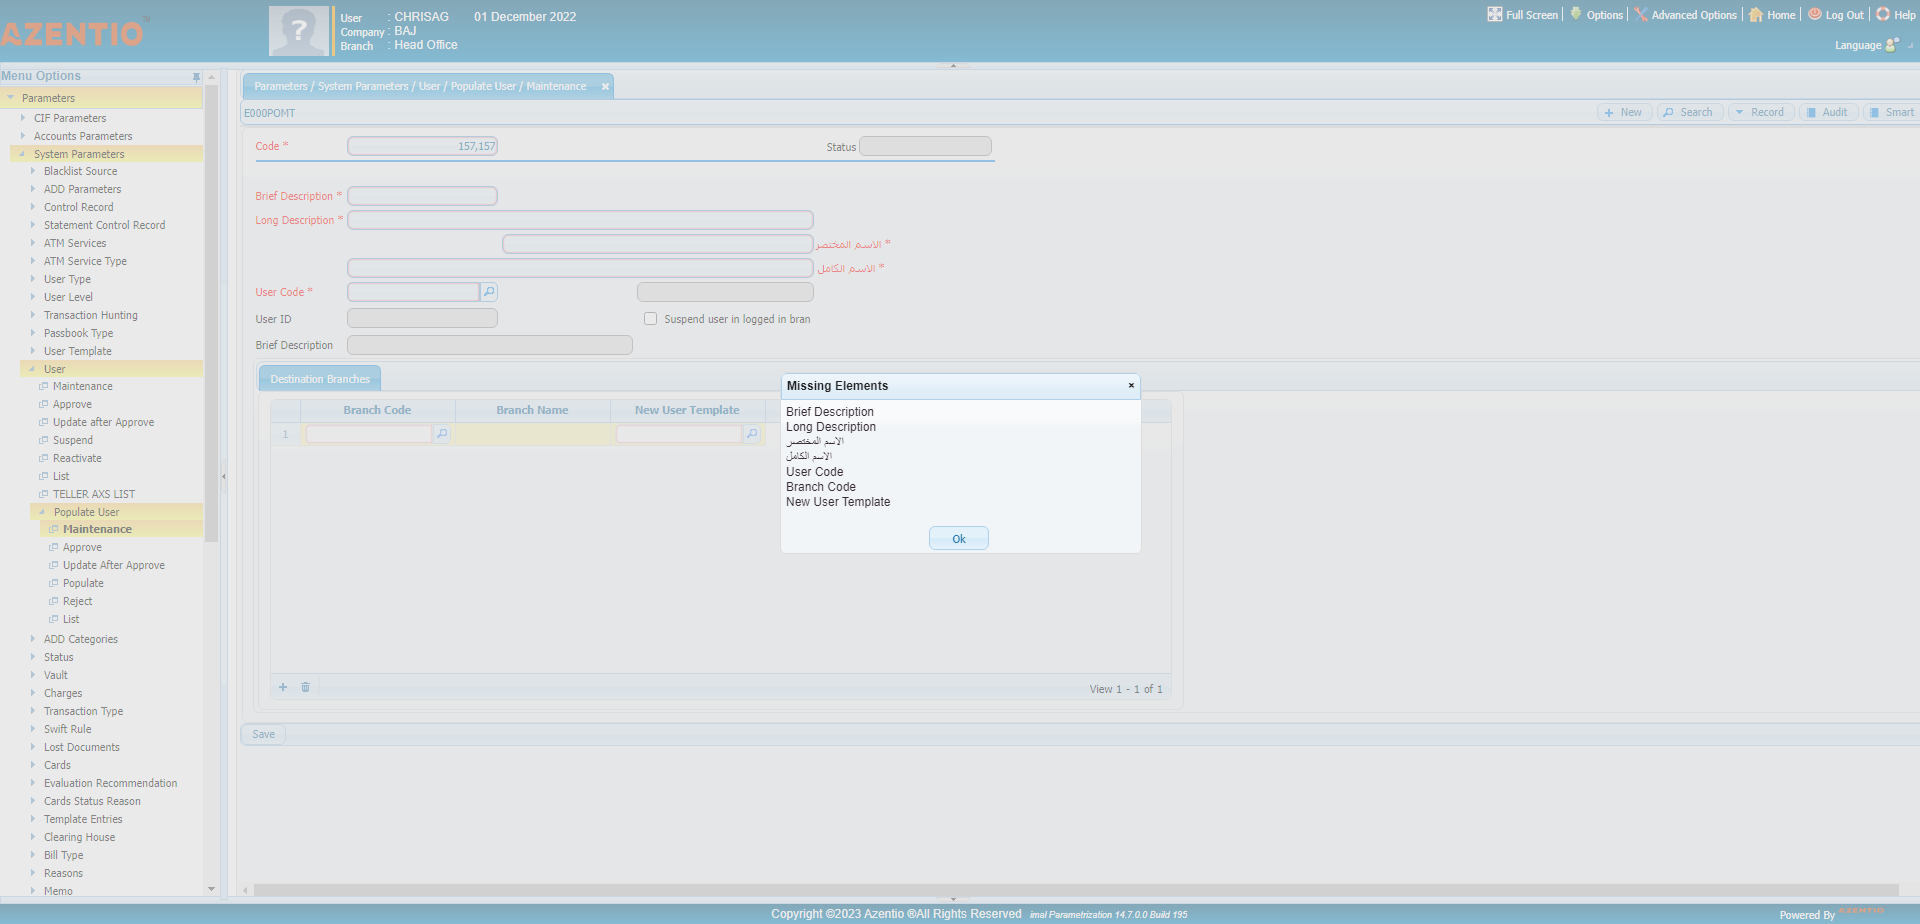 AZENTIO™
User : CHRISAG 01 December 2022
Company : BAJ
Branch : Head Office
Full Screen Options Advanced Options Home Log Out Help
Language
Menu Options
Parameters
CIF Parameters
Accounts Parameters
System Parameters
Blacklist Source
ADD Parameters
Control Record
Statement Control Record
ATM Services
ATM Service Type
User Type
User Level
Transaction Hunting
Passbook Type
User Template
User
Maintenance
Approve
Update after Approve
Suspend
Reactivate
List
TELLER AXS LIST
Populate User
Maintenance
Approve
Update After Approve
Populate
Reject
List
ADD Categories
Status
Vault
Charges
Transaction Type
Swift Rule
Lost Documents
Cards
Evaluation Recommendation
Cards Status Reason
Template Entries
Clearing House
Bill Type
Reasons
Memo
Parameters / System Parameters / User / Populate User / Maintenance
E000POMT
New Search Record Audit Smart
Code * 157,157 Status
Brief Description *
Long Description *
الاسم المختصر *
الاسم الكامل *
User Code *
User ID Suspend user in logged in bran
Brief Description
Destination Branches
Branch Code Branch Name New User Template
1
View 1 - 1 of 1
Save
Missing Elements
Brief Description
Long Description
الاسم المختصر
الاسم الكامل
User Code
Branch Code
New User Template
Ok
Copyright ©2023 Azentio ®All Rights Reserved imal Parametrization 14.7.0.0 Build 195
Powered By AZENTIO